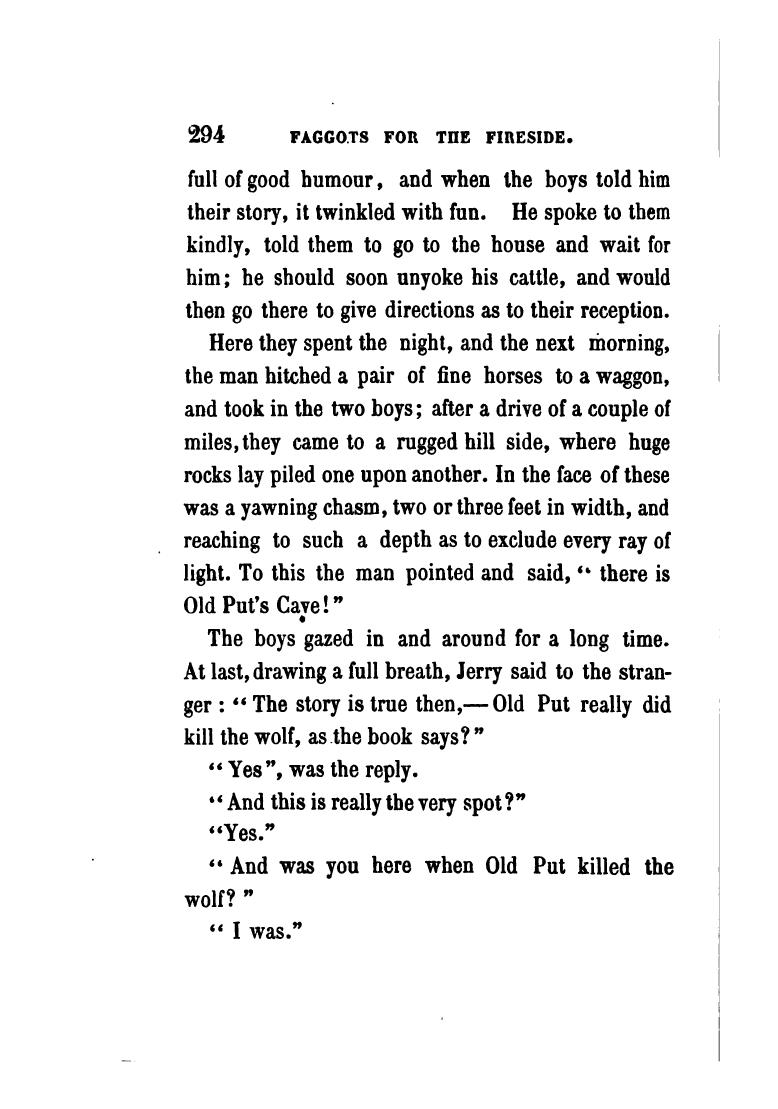 294 FAGGOTS FOR THE FIRESIDE.
full of good humour, and when the boys told him
their story, it twinkled with fun. He spoke to them
kindly, told them to go to the house and wait for
him; he should soon unyoke his cattle, and would
then go there to give directions as to their reception.
Here they spent the night, and the next morning,
the man hitched a pair of fine horses to a waggon,
and took in the two boys; after a drive of a couple of
miles, they came to a rugged hill side, where huge
rocks lay piled one upon another. In the face of these
was a yawning chasm, two or three feet in width, and
reaching to such a depth as to exclude every ray of
light. To this the man pointed and said, “ there is
Old Put's Cave!”
The boys gazed in and around for a long time.
At last, drawing a full breath, Jerry said to the stran-
ger : “ The story is true then,— Old Put really did
kill the wolf, as the book says?”
“ Yes”, was the reply.
“And this is really the very spot?”
“Yes.”
“ And was you here when Old Put killed the
wolf? ”
“ I was.”